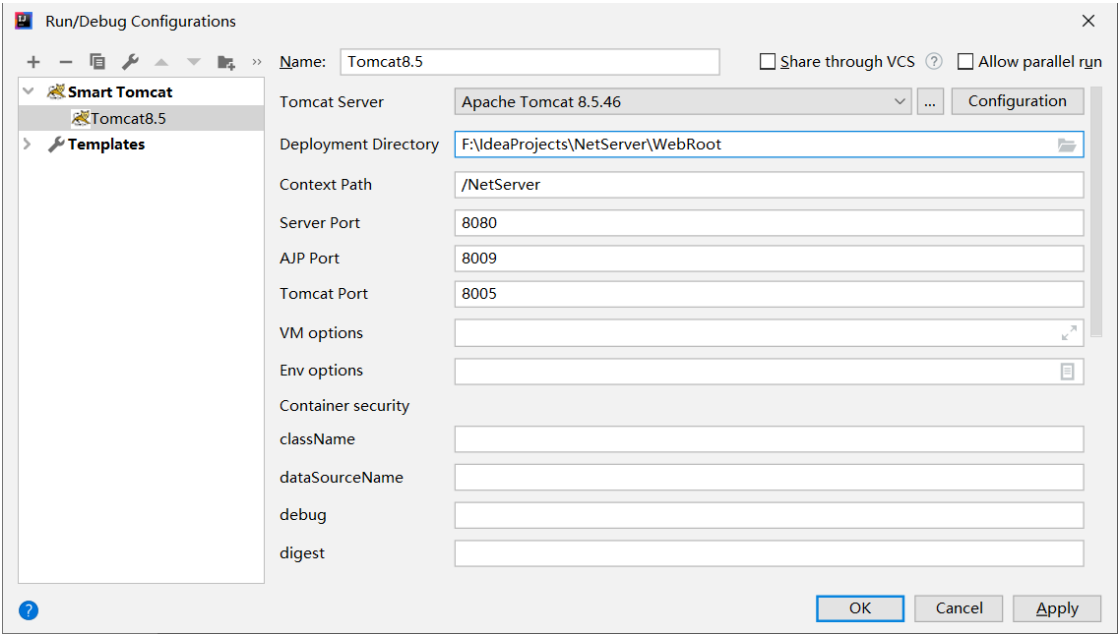 Run/Debug Configurations
Name: Tomcat8.5 Share through VCS ? Allow parallel run
Smart Tomcat
Tomcat8.5
Templates
Tomcat Server Apache Tomcat 8.5.46 ... Configuration
Deployment Directory F:\IdeaProjects\NetServer\WebRoot
Context Path /NetServer
Server Port 8080
AJP Port 8009
Tomcat Port 8005
VM options
Env options
Container security
className
dataSourceName
debug
digest
? OK Cancel Apply